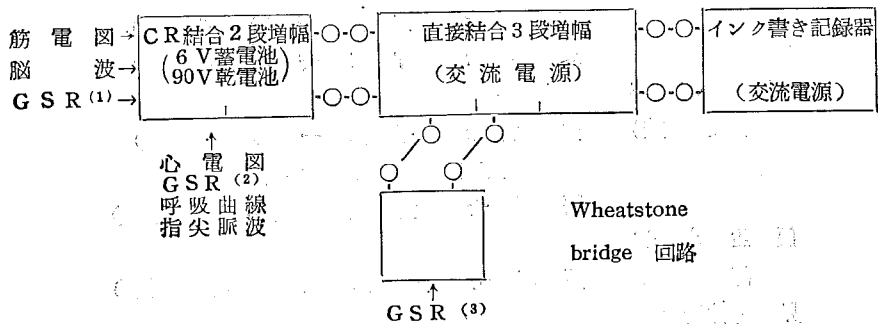 筋電図→
脳波→
GSR(1)→
CR結合2段増幅
(6V蓄電池
90V乾電池)
直接結合3段増幅
(交流電源)
インク書き記録器
(交流電源)
↑
心電図
GSR(2)
呼吸曲線
指尖脈波
Wheatstone
bridge 回路
↑
GSR(3)